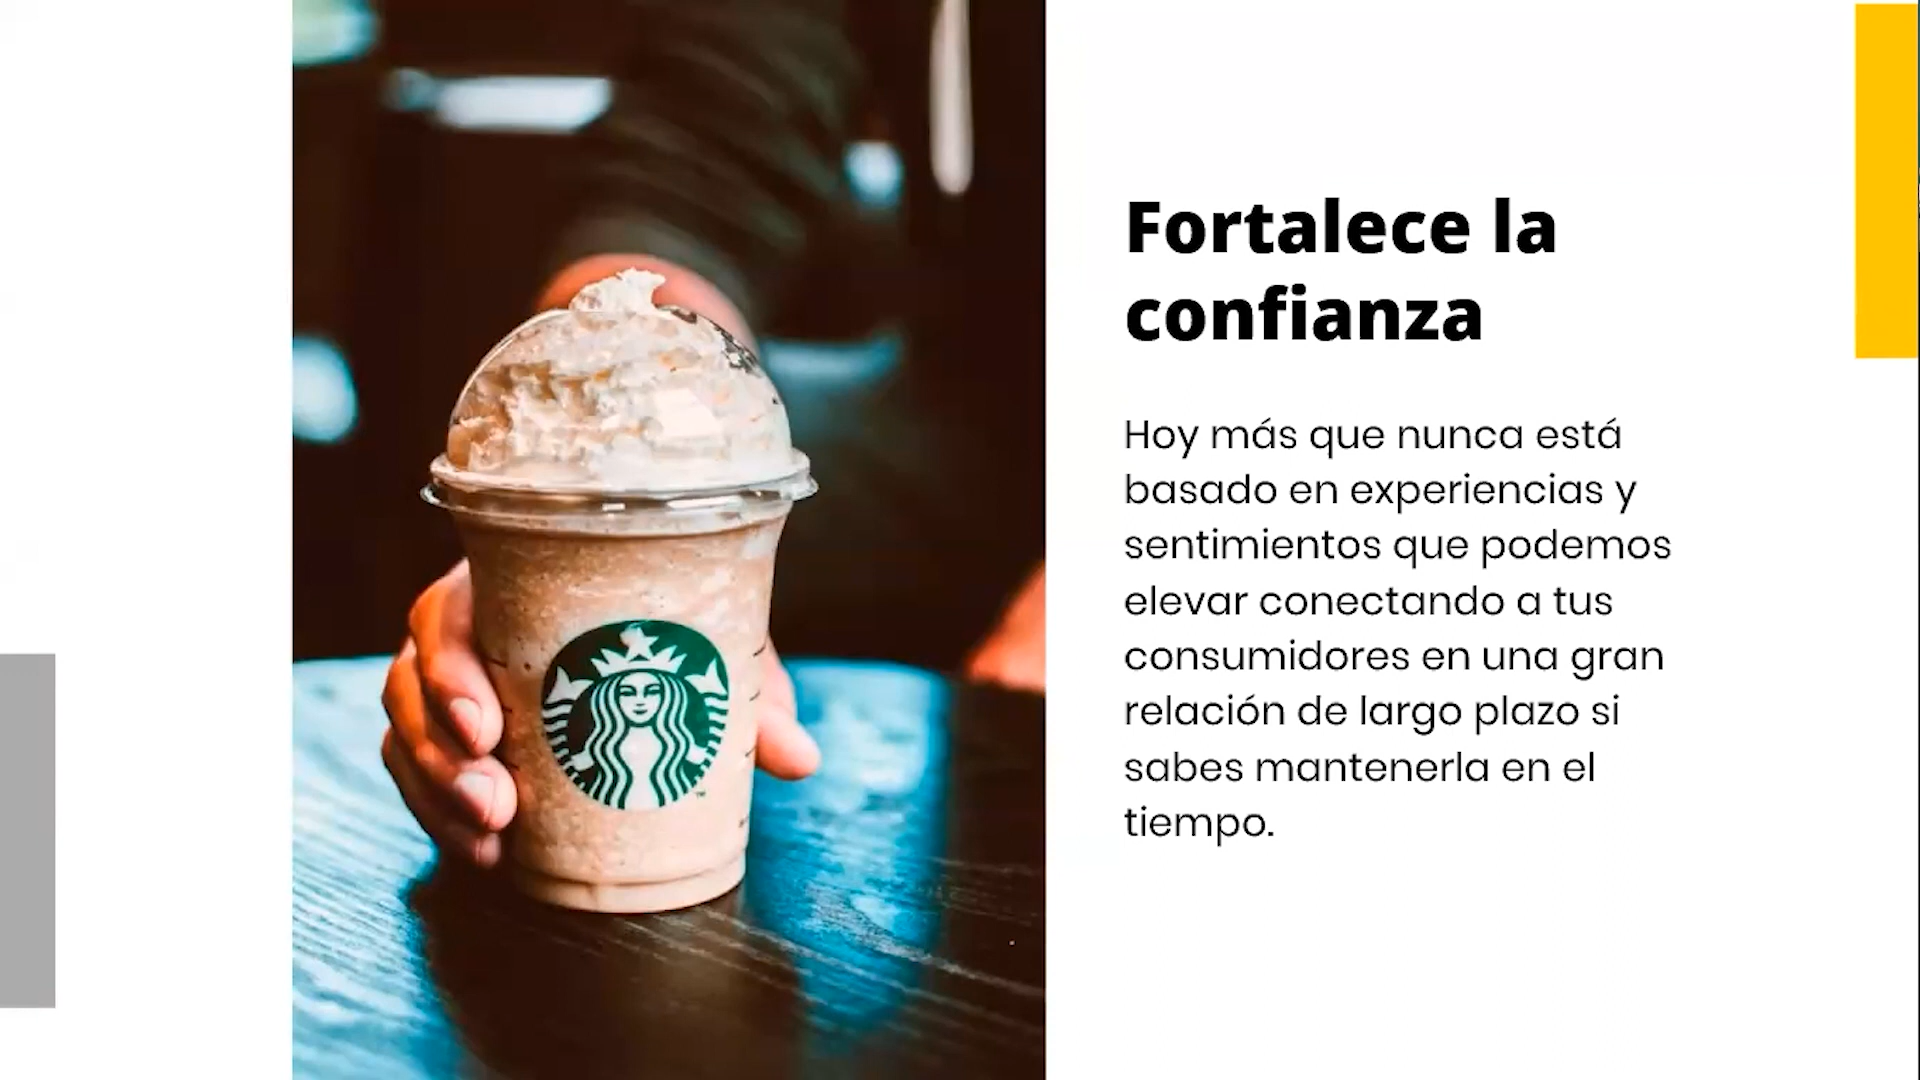 Fortalece la
confianza
Hoy más que nunca está
basado en experiencias y
sentimientos que podemos
elevar conectando a tus
consumidores en una gran
relación de largo plazo si
sabes mantenerla en el
tiempo.